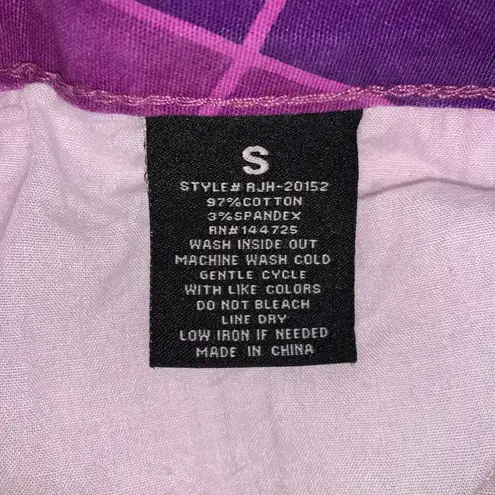 S
STYLE# RJH-20152
97%COTTON
3%SPANDEX
RN#144725
WASH INSIDE OUT
MACHINE WASH COLD
GENTLE CYCLE
WITH LIKE COLORS
DO NOT BLEACH
LINE DRY
LOW IRON IF NEEDED
MADE IN CHINA